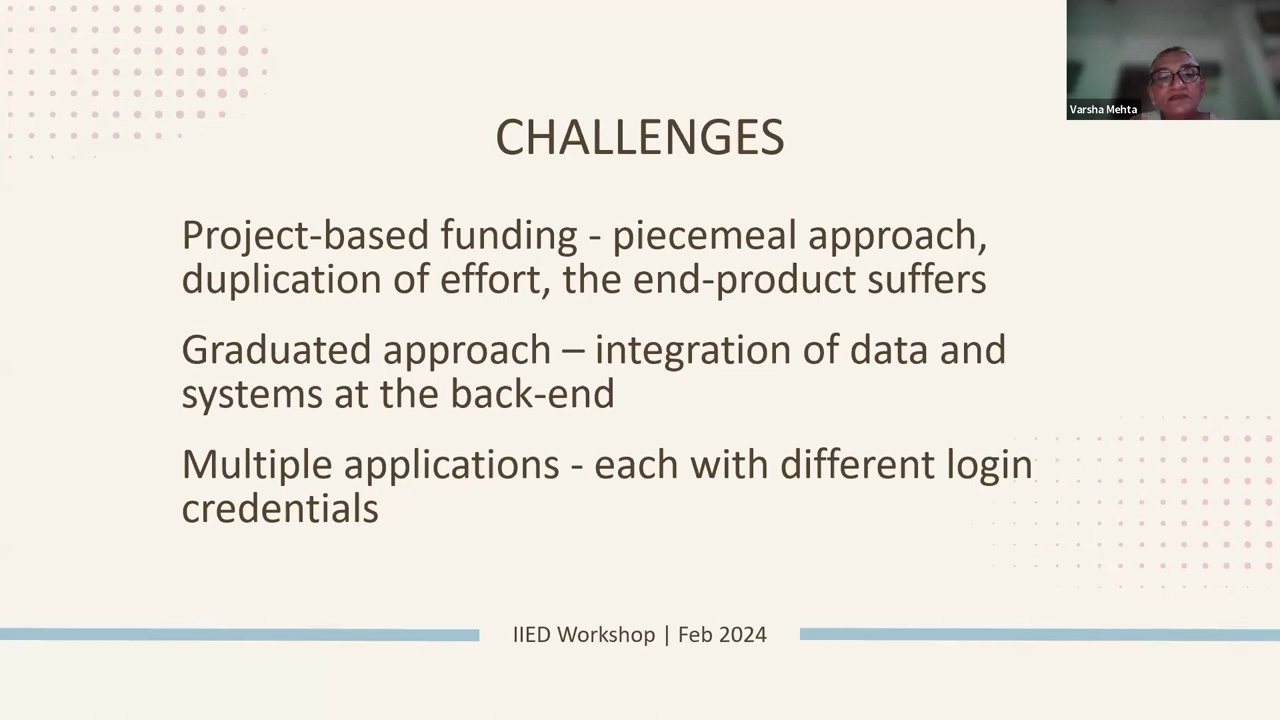 Varsha Mehta
CHALLENGES
Project-based funding - piecemeal approach,
duplication of effort, the end-product suffers
Graduated approach – integration of data and
systems at the back-end
Multiple applications - each with different login
credentials
IIED Workshop | Feb 2024